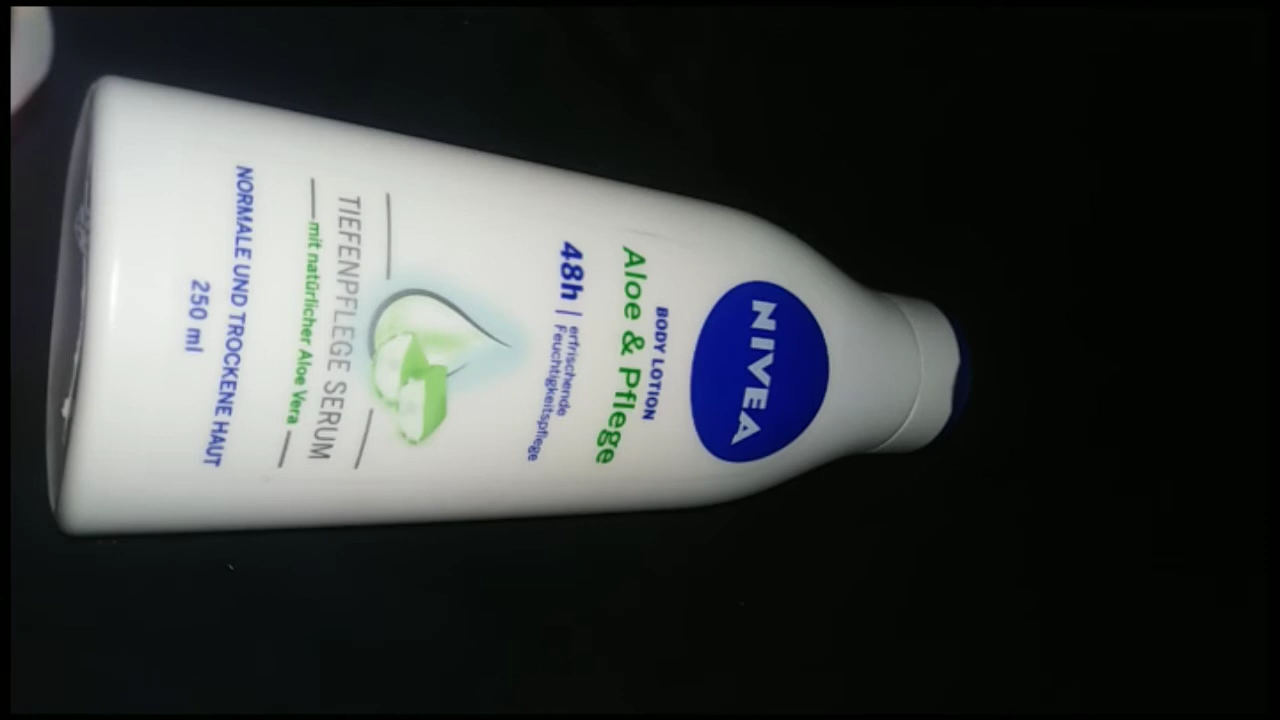 NIVEA
BODY LOTION
Aloe & Pflege
48h | erfrischende
Feuchtigkeitspflege
TIEFENPFLEGE SERUM
mit natürlicher Aloe Vera
NORMALE UND TROCKENE HAUT
250 ml